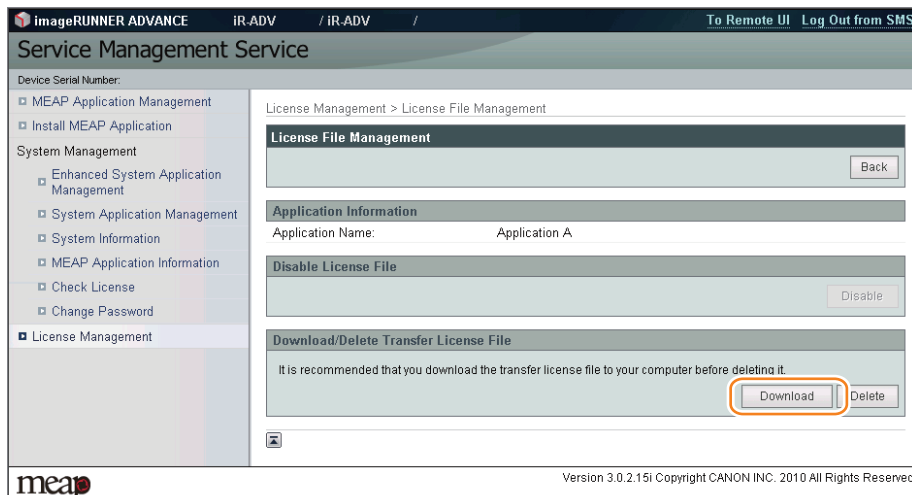 imageRUNNER ADVANCE iR-ADV / iR-ADV / To Remote UI Log Out from SMS
Service Management Service
Device Serial Number:
MEAP Application Management
Install MEAP Application
System Management
Enhanced System Application
Management
System Application Management
System Information
MEAP Application Information
Check License
Change Password
License Management
License Management > License File Management
License File Management
Back
Application Information
Application Name: Application A
Disable License File
Disable
Download/Delete Transfer License File
It is recommended that you download the transfer license file to your computer before deleting it.
Download Delete
meap
Version 3.0.2.15i Copyright CANON INC. 2010 All Rights Reserved